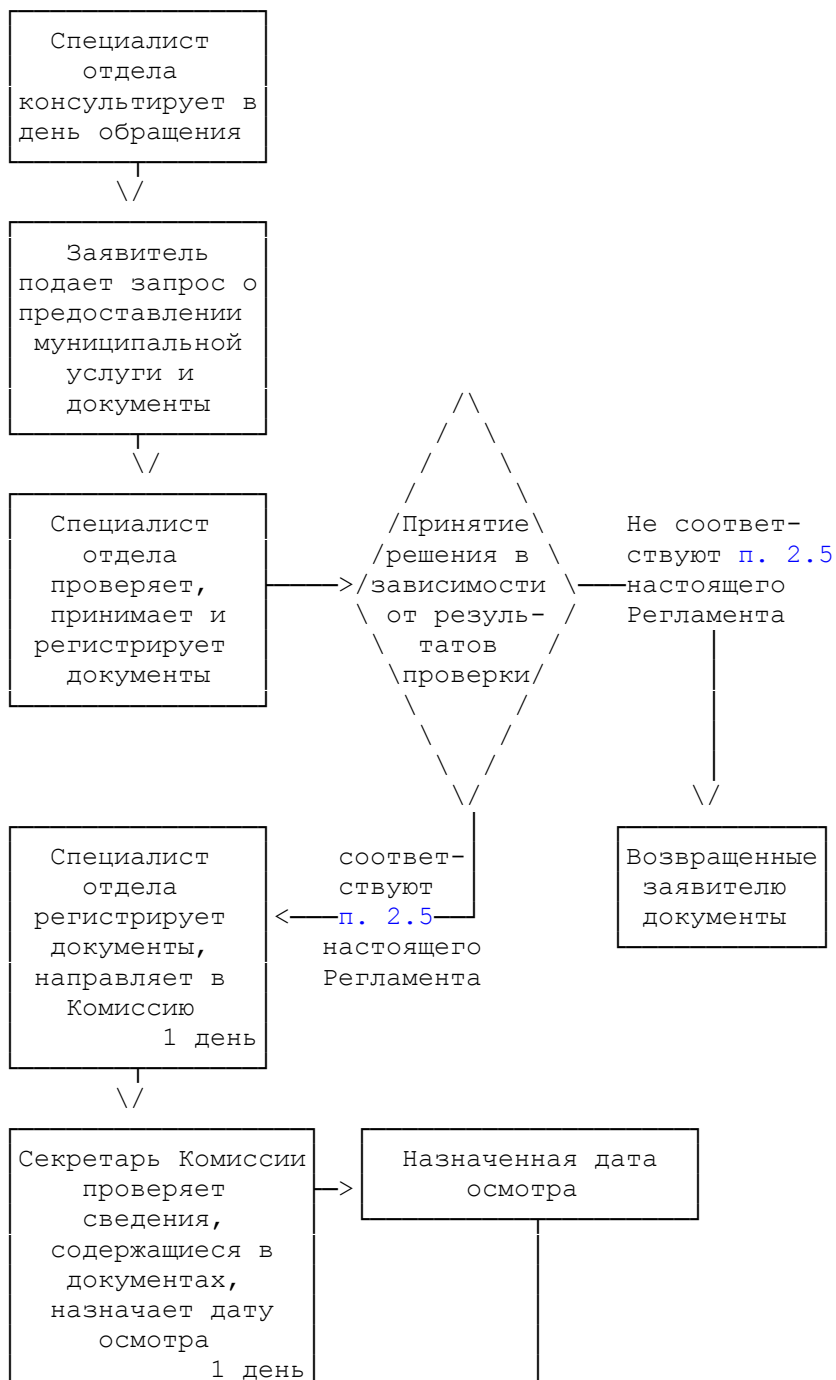 Специалист
отдела
консультирует в
день обращения
Заявитель
подает запрос о
предоставлении
муниципальной
услуги и
документы
Специалист
отдела
проверяет,
принимает и
регистрирует
документы
Принятие
решения в
зависимости
от резуль-
татов
проверки
Не соответ-
ствуют п. 2.5
настоящего
Регламента
Специалист
отдела
регистрирует
документы,
направляет в
Комиссию
1 день
соответ-
ствуют
п. 2.5
настоящего
Регламента
Возвращенные
заявителю
документы
Секретарь Комиссии
проверяет
сведения,
содержащиеся в
документах,
назначает дату
осмотра
1 день
Назначенная дата
осмотра